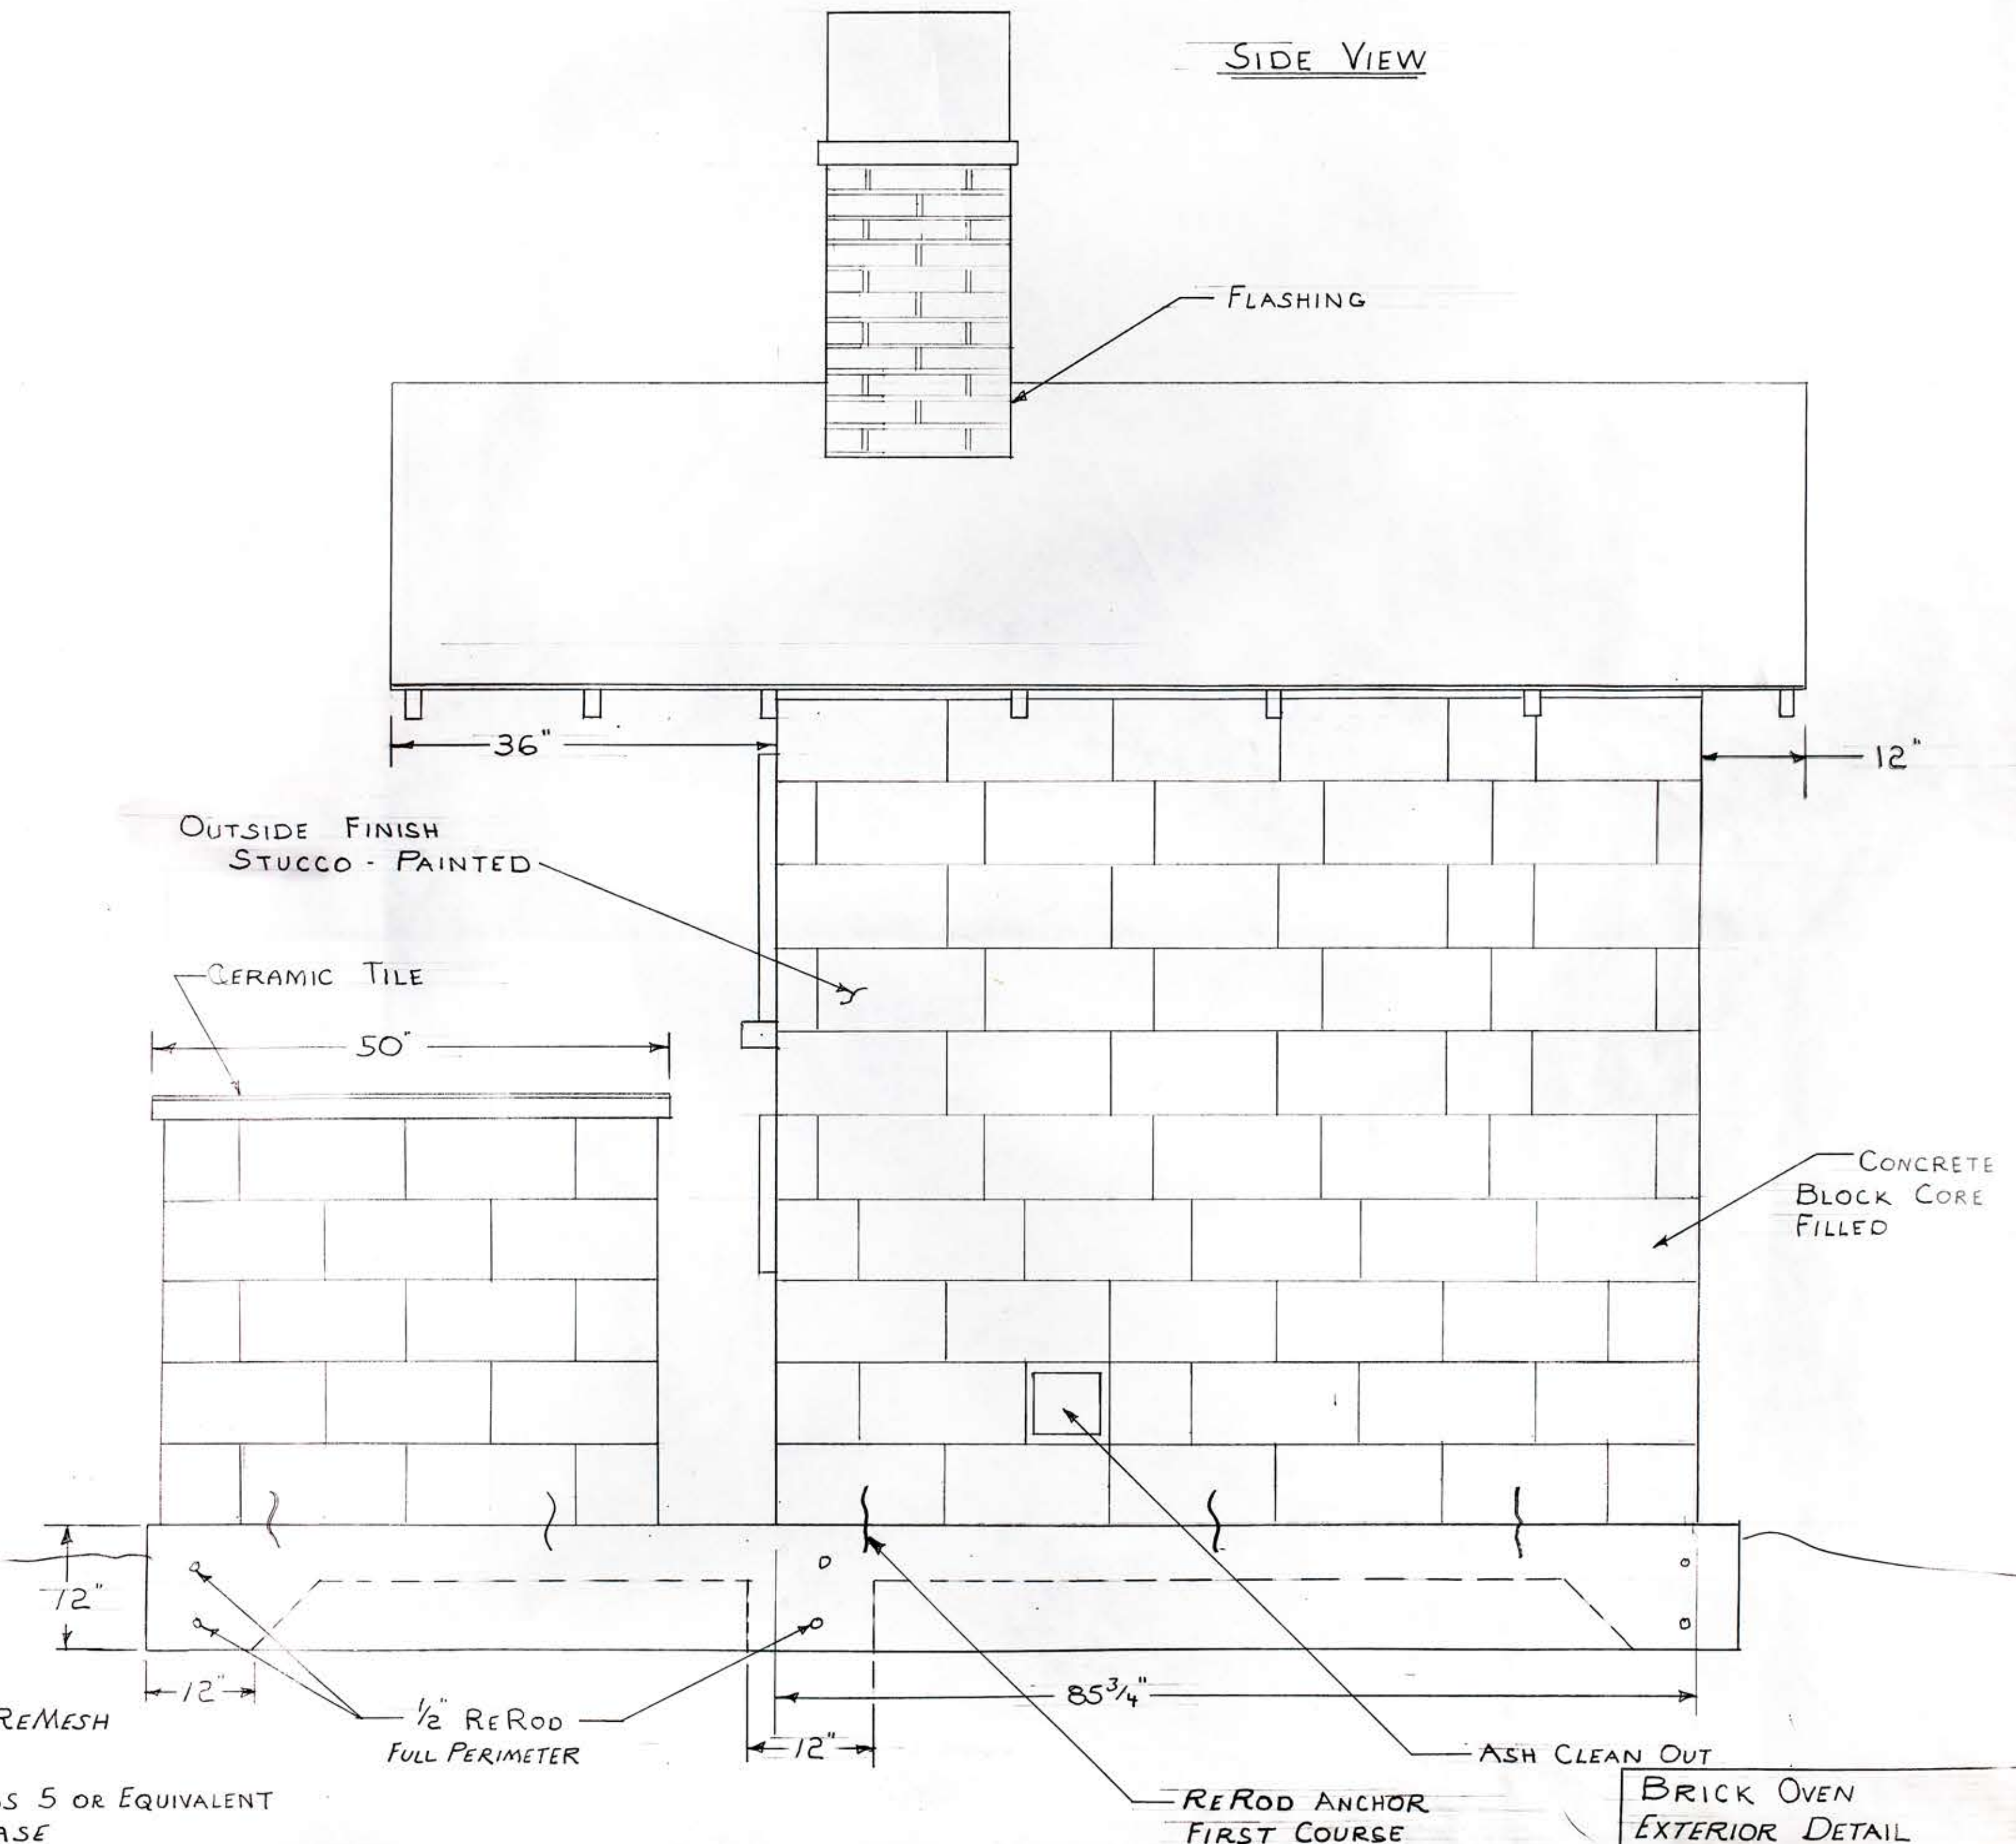 SIDE VIEW
FLASHING
36"
12"
OUTSIDE FINISH
STUCCO - PAINTED
CERAMIC TILE
50"
CONCRETE
BLOCK CORE
FILLED
12"
12"
85 3/4"
REMESH
1/2" REROD
FULL PERIMETER
12"
ASH CLEAN OUT
5 OR EQUIVALENT
REROD ANCHOR
FIRST COURSE
BRICK OVEN
EXTERIOR DETAIL